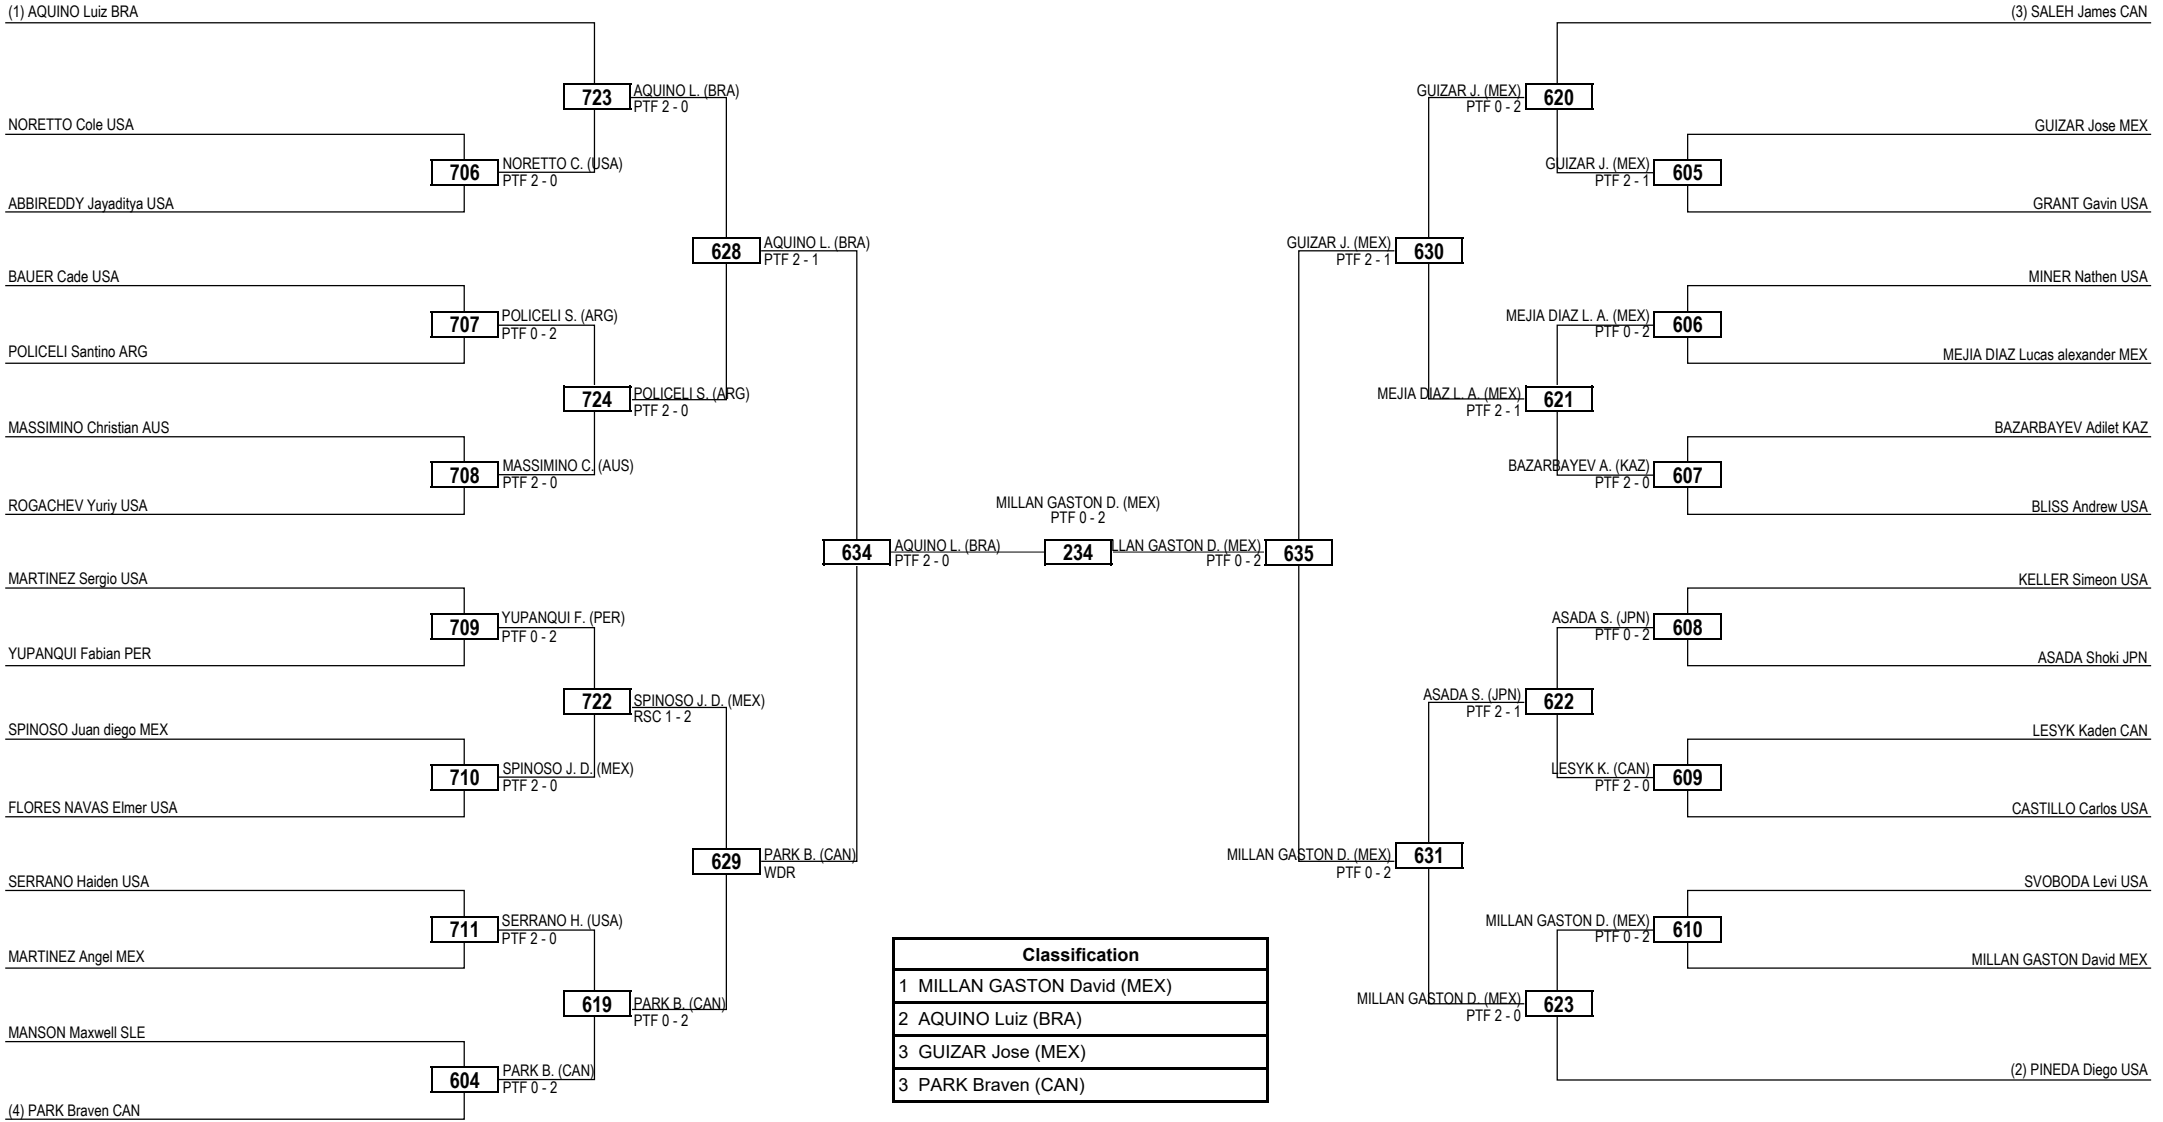 (1) AQUINO Luiz BRA
723
AQUINO L. (BRA)
PTF 2 - 0
NORETTO Cole USA
706
NORETTO C. (USA)
PTF 2 - 0
ABBIREDDY Jayaditya USA
628
AQUINO L. (BRA)
PTF 2 - 1
BAUER Cade USA
707
POLICELI S. (ARG)
PTF 0 - 2
POLICELI Santino ARG
724
POLICELI S. (ARG)
PTF 2 - 0
MASSIMINO Christian AUS
708
MASSIMINO C. (AUS)
PTF 2 - 0
ROGACHEV Yuriy USA
634
AQUINO L. (BRA)
PTF 2 - 0
MARTINEZ Sergio USA
709
YUPANQUI F. (PER)
PTF 0 - 2
YUPANQUI Fabian PER
722
SPINOSO J. D. (MEX)
RSC 1 - 2
SPINOSO Juan diego MEX
710
SPINOSO J. D. (MEX)
PTF 2 - 0
FLORES NAVAS Elmer USA
629
PARK B. (CAN)
WDR
SERRANO Haiden USA
711
SERRANO H. (USA)
PTF 2 - 0
MARTINEZ Angel MEX
619
PARK B. (CAN)
PTF 0 - 2
MANSON Maxwell SLE
604
PARK B. (CAN)
PTF 0 - 2
(4) PARK Braven CAN
MILLAN GASTON D. (MEX)
PTF 0 - 2
234
(3) SALEH James CAN
GUIZAR J. (MEX)
PTF 0 - 2
620
GUIZAR Jose MEX
GUIZAR J. (MEX)
PTF 2 - 1
605
GRANT Gavin USA
GUIZAR J. (MEX)
PTF 2 - 1
630
MINER Nathen USA
MEJIA DIAZ L. A. (MEX)
PTF 0 - 2
606
MEJIA DIAZ Lucas alexander MEX
MEJIA DIAZ L. A. (MEX)
PTF 2 - 1
621
BAZARBAYEV Adilet KAZ
BAZARBAYEV A. (KAZ)
PTF 2 - 0
607
BLISS Andrew USA
LLAN GASTON D. (MEX)
PTF 0 - 2
635
KELLER Simeon USA
ASADA S. (JPN)
PTF 0 - 2
608
ASADA Shoki JPN
ASADA S. (JPN)
PTF 2 - 1
622
LESYK Kaden CAN
LESYK K. (CAN)
PTF 2 - 0
609
CASTILLO Carlos USA
MILLAN GASTON D. (MEX)
PTF 0 - 2
631
SVOBODA Levi USA
MILLAN GASTON D. (MEX)
PTF 0 - 2
610
MILLAN GASTON David MEX
MILLAN GASTON D. (MEX)
PTF 2 - 0
623
(2) PINEDA Diego USA
Classification
1 MILLAN GASTON David (MEX)
2 AQUINO Luiz (BRA)
3 GUIZAR Jose (MEX)
3 PARK Braven (CAN)